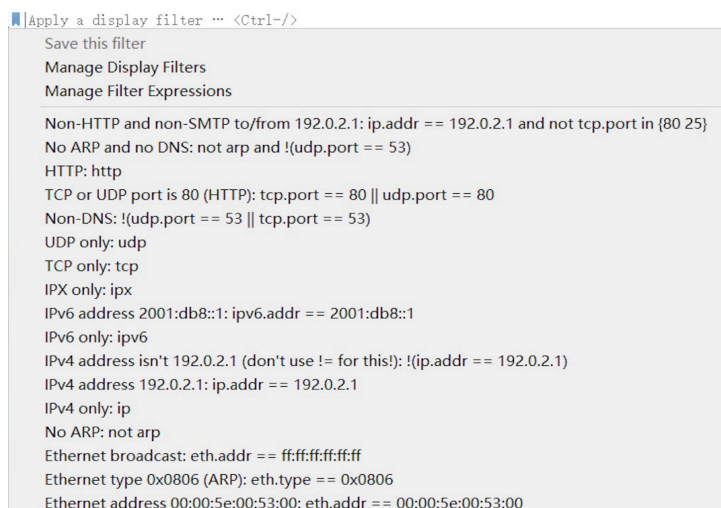 Apply a display filter ⋯ <Ctrl-/>
Save this filter
Manage Display Filters
Manage Filter Expressions
Non-HTTP and non-SMTP to/from 192.0.2.1: ip.addr == 192.0.2.1 and not tcp.port in {80 25}
No ARP and no DNS: not arp and !(udp.port == 53)
HTTP: http
TCP or UDP port is 80 (HTTP): tcp.port == 80 || udp.port == 80
Non-DNS: !(udp.port == 53 || tcp.port == 53)
UDP only: udp
TCP only: tcp
IPX only: ipx
IPv6 address 2001:db8::1: ipv6.addr == 2001:db8::1
IPv6 only: ipv6
IPv4 address isn't 192.0.2.1 (don't use != for this!): !(ip.addr == 192.0.2.1)
IPv4 address 192.0.2.1: ip.addr == 192.0.2.1
IPv4 only: ip
No ARP: not arp
Ethernet broadcast: eth.addr == ff:ff:ff:ff:ff:ff
Ethernet type 0x0806 (ARP): eth.type == 0x0806
Ethernet address 00:00:5e:00:53:00: eth.addr == 00:00:5e:00:53:00